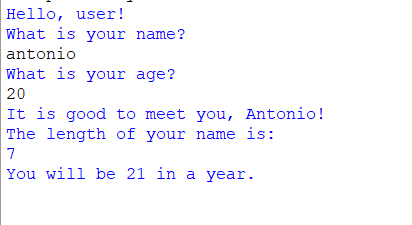 Hello, user!
What is your name?
antonio
What is your age?
20
It is good to meet you, Antonio!
The length of your name is:
7
You will be 21 in a year.